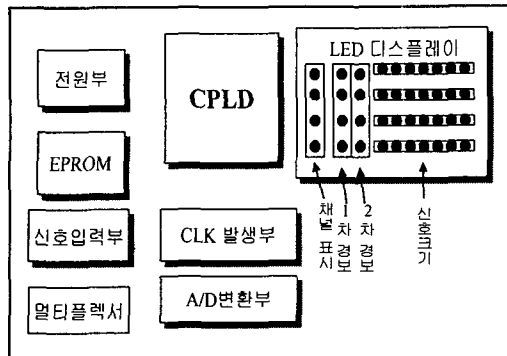 전원부
CPLD
LED 디스플레이
EPROM
채널 표시
1차 경보
2차 경보
신호크기
신호입력부
CLK 발생부
멀티플렉서
A/D변환부